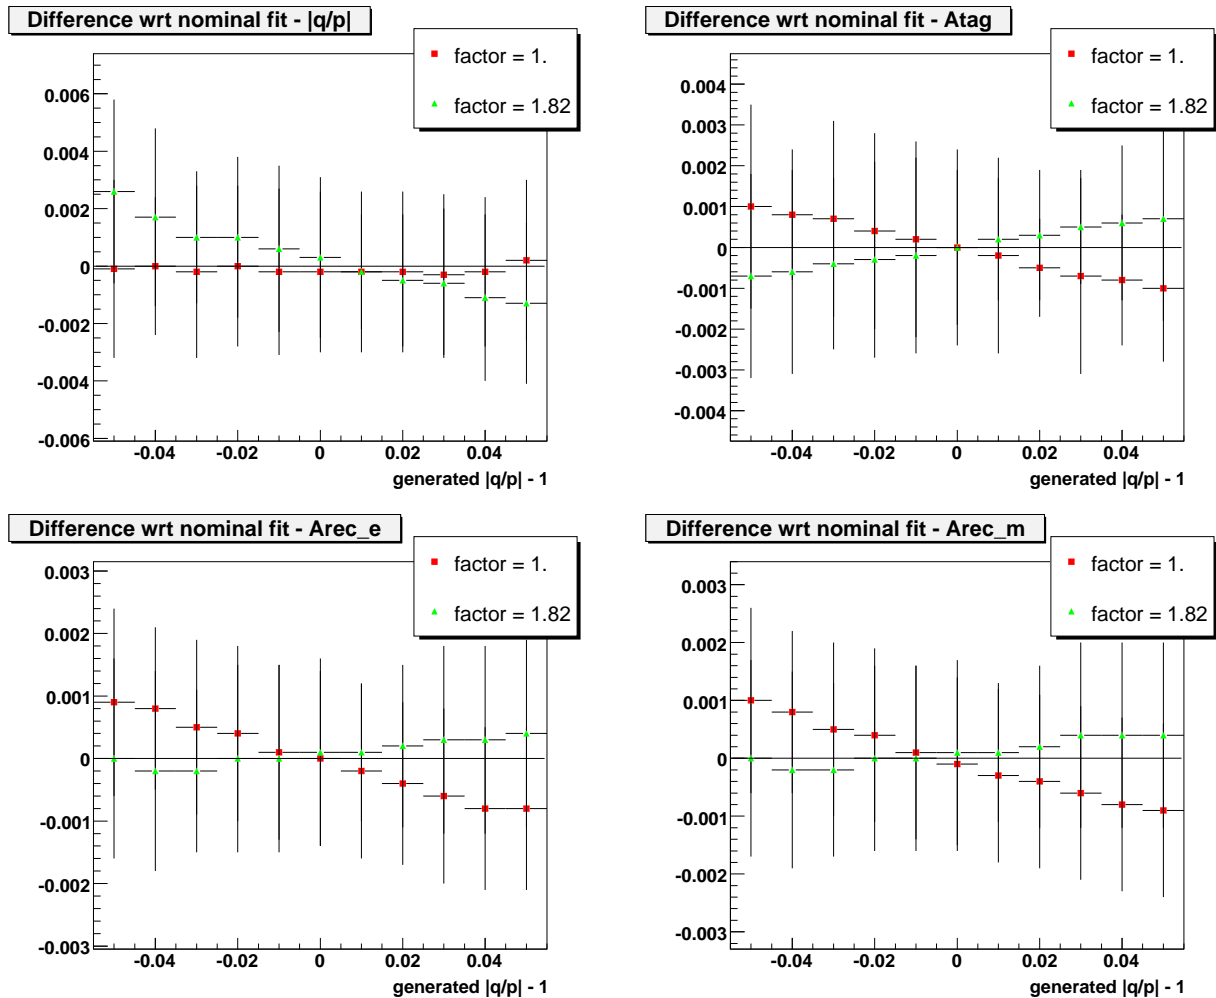 Difference wrt nominal fit - |q/p|
factor = 1.
factor = 1.82
0.006
0.004
0.002
0
-0.002
-0.004
-0.006
-0.04 -0.02 0 0.02 0.04
generated |q/p| - 1
Difference wrt nominal fit - Atag
factor = 1.
factor = 1.82
0.004
0.003
0.002
0.001
0
-0.001
-0.002
-0.003
-0.004
-0.04 -0.02 0 0.02 0.04
generated |q/p| - 1
Difference wrt nominal fit - Arec_e
factor = 1.
factor = 1.82
0.003
0.002
0.001
0
-0.001
-0.002
-0.003
-0.04 -0.02 0 0.02 0.04
generated |q/p| - 1
Difference wrt nominal fit - Arec_m
factor = 1.
factor = 1.82
0.003
0.002
0.001
0
-0.001
-0.002
-0.003
-0.04 -0.02 0 0.02 0.04
generated |q/p| - 1